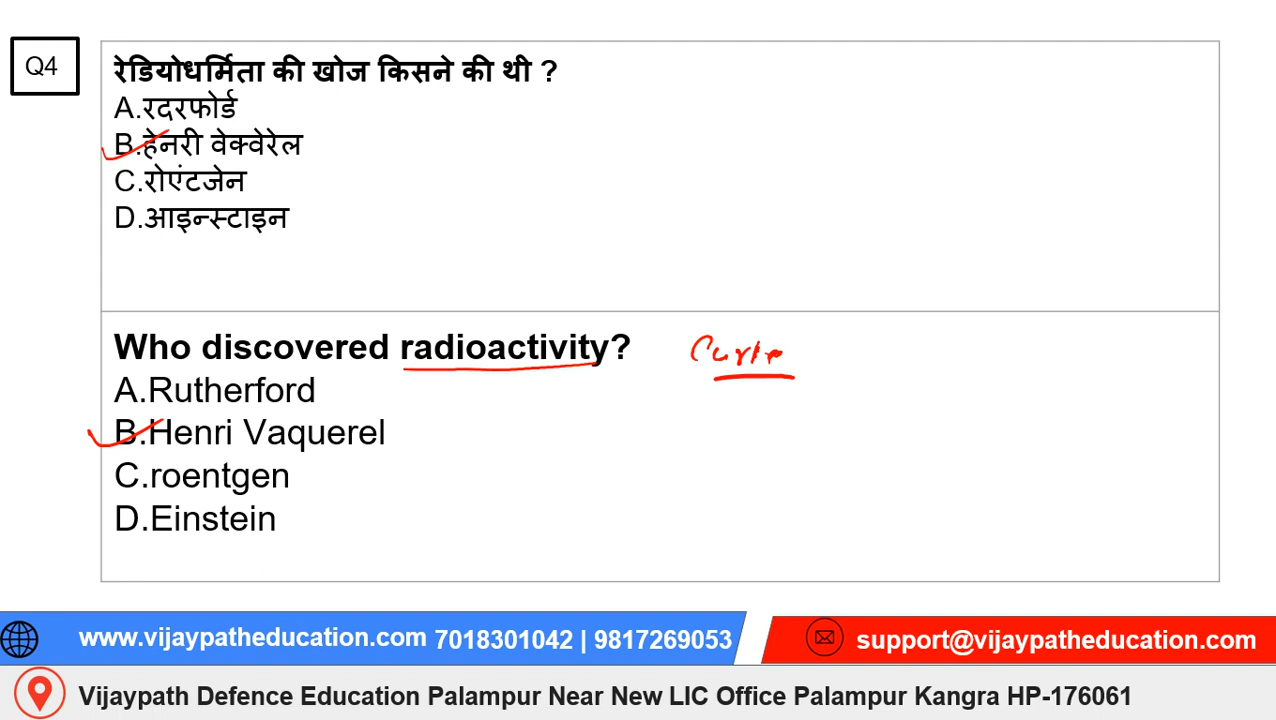 Q4
रेडियोधर्मिता की खोज किसने की थी ?
A.रदरफोर्ड
B.हेनरी वेक्वेरेल
C.रोएंटजेन
D.आइन्स्टाइन
Who discovered radioactivity? Curie
A.Rutherford
B.Henri Vaquerel
C.roentgen
D.Einstein
www.vijaypatheducation.com 7018301042 | 9817269053 support@vijaypatheducation.com
Vijaypath Defence Education Palampur Near New LIC Office Palampur Kangra HP-176061